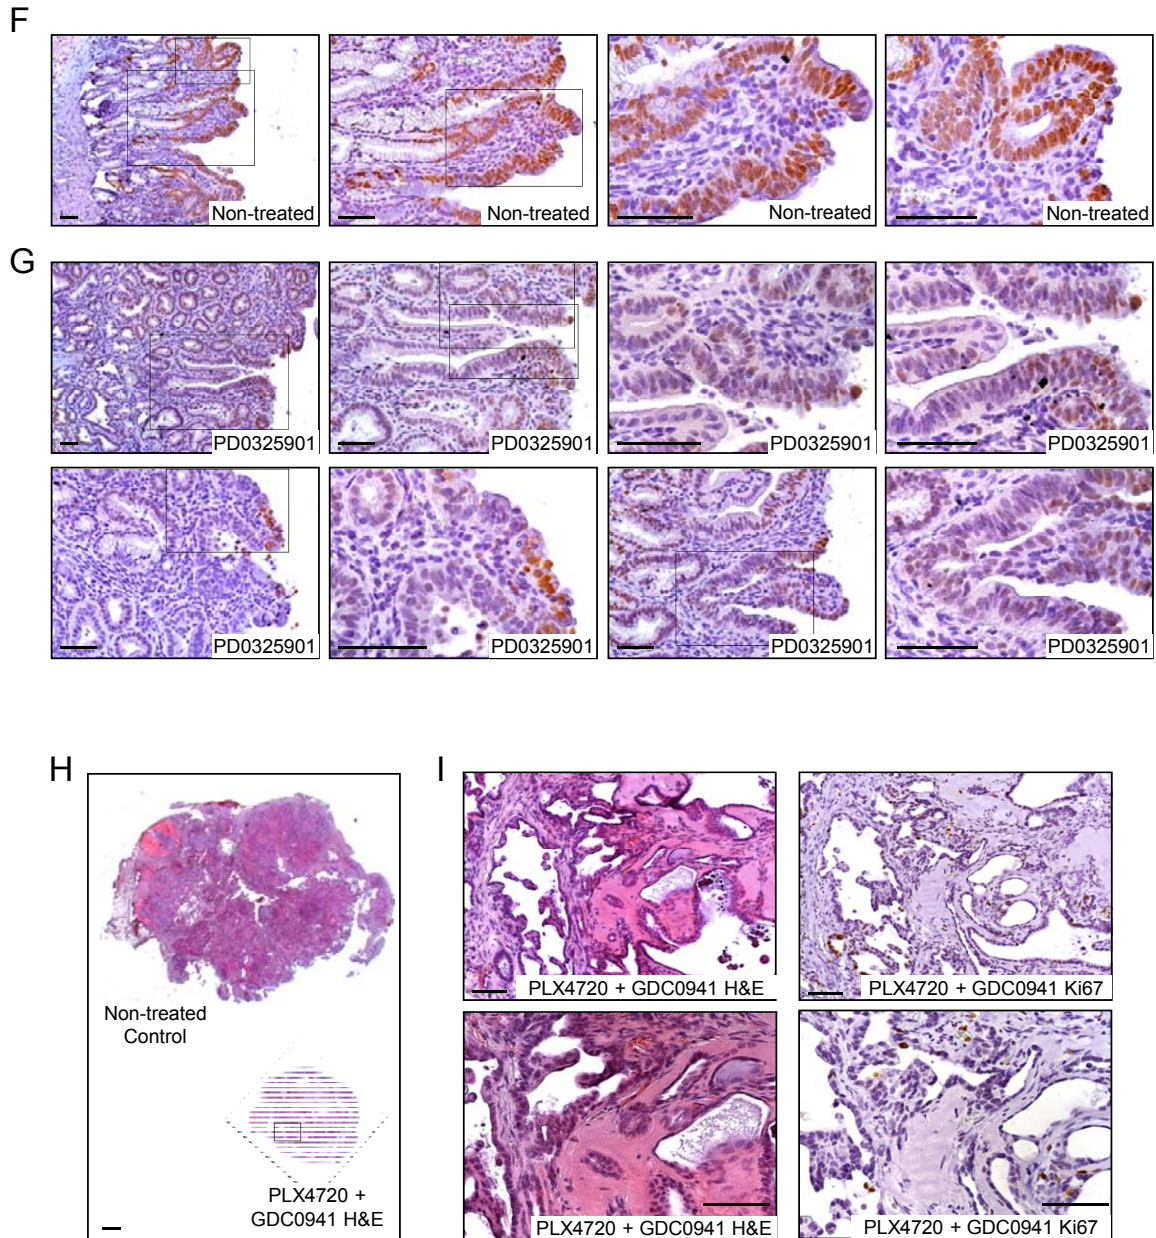 F
Non-treated
Non-treated
Non-treated
Non-treated
G
PD0325901
PD0325901
PD0325901
PD0325901
PD0325901
PD0325901
PD0325901
PD0325901
H
Non-treated
Control
PLX4720 +
GDC0941 H&E
I
PLX4720 + GDC0941 H&E
PLX4720 + GDC0941 Ki67
PLX4720 + GDC0941 H&E
PLX4720 + GDC0941 Ki67